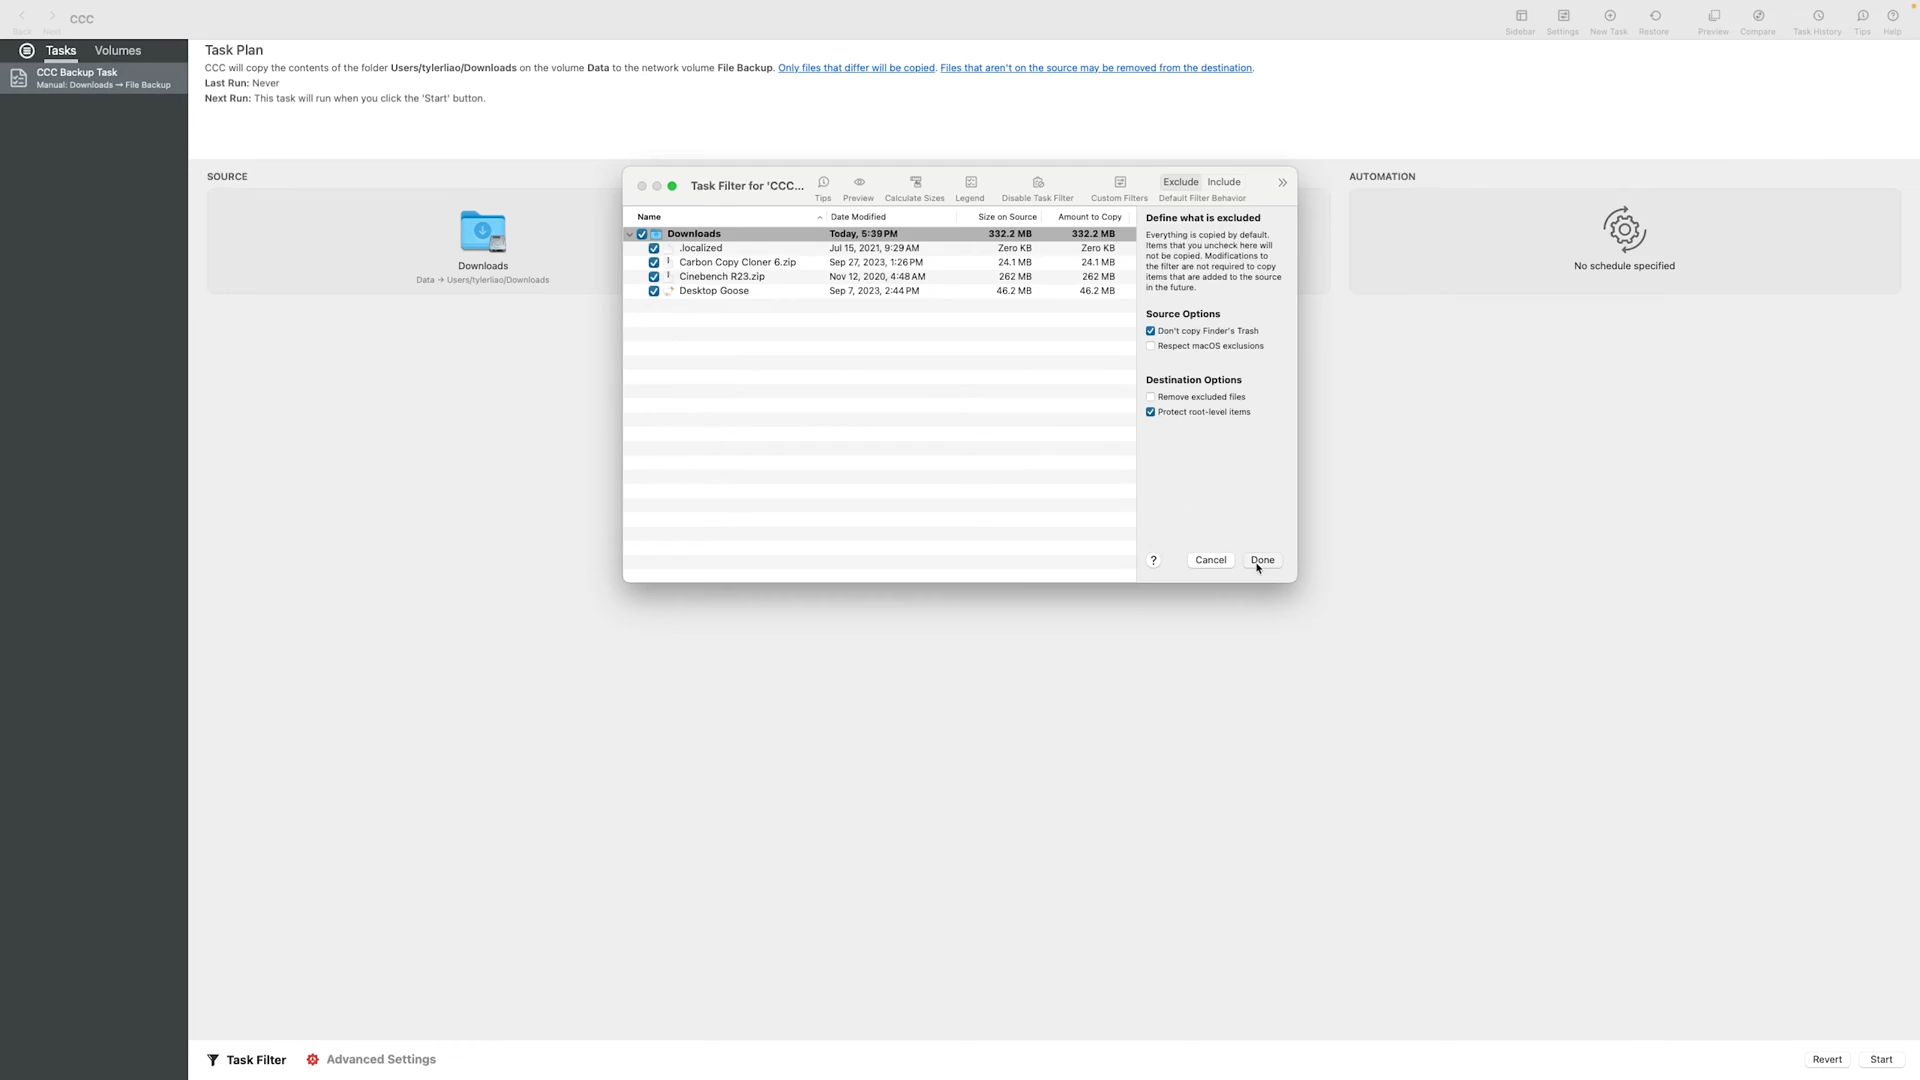 CCC
Back
Next
Sidebar
Settings
New Task
Restore
Preview
Compare
Task History
Tips
Help
Tasks
Volumes
CCC Backup Task
Manual: Downloads → File Backup
Task Plan
CCC will copy the contents of the folder Users/tylerliao/Downloads on the volume Data to the network volume File Backup. Only files that differ will be copied. Files that aren't on the source may be removed from the destination.
Last Run: Never
Next Run: This task will run when you click the 'Start' button.
SOURCE
Downloads
Data → Users/tylerliao/Downloads
AUTOMATION
No schedule specified
Task Filter for 'CCC...
Tips
Preview
Calculate Sizes
Legend
Disable Task Filter
Custom Filters
Exclude Include
Default Filter Behavior
Name Date Modified Size on Source Amount to Copy
Downloads Today, 5:39 PM 332.2 MB 332.2 MB
.localized Jul 15, 2021, 9:29 AM Zero KB Zero KB
Carbon Copy Cloner 6.zip Sep 27, 2023, 1:26 PM 24.1 MB 24.1 MB
Cinebench R23.zip Nov 12, 2020, 4:48 AM 262 MB 262 MB
Desktop Goose Sep 7, 2023, 2:44 PM 46.2 MB 46.2 MB
Define what is excluded
Everything is copied by default.
Items that you uncheck here will
not be copied. Modifications to
the filter are not required to copy
items that are added to the source
in the future.
Source Options
Don't copy Finder's Trash
Respect macOS exclusions
Destination Options
Remove excluded files
Protect root-level items
? Cancel Done
Task Filter
Advanced Settings
Revert
Start